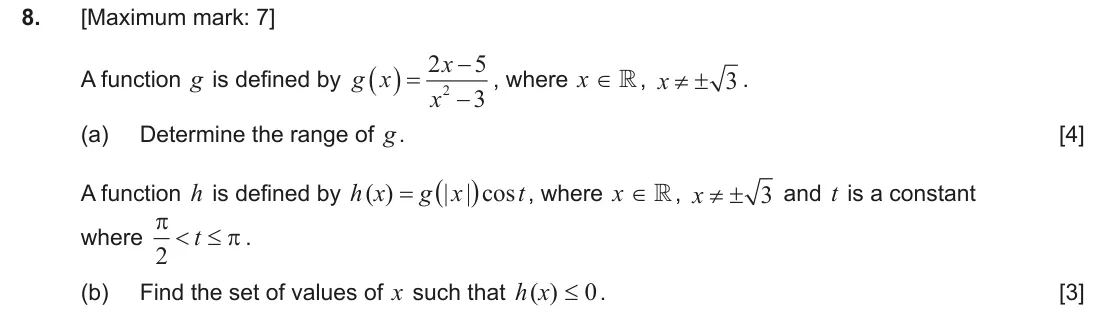 8. [Maximum mark: 7]
A function g is defined by g(x) = (2x − 5)/(x² − 3), where x ∈ ℝ, x ≠ ±√3.
(a) Determine the range of g. [4]
A function h is defined by h(x) = g(|x|)cos t, where x ∈ ℝ, x ≠ ±√3 and t is a constant
where π/2 < t ≤ π.
(b) Find the set of values of x such that h(x) ≤ 0. [3]